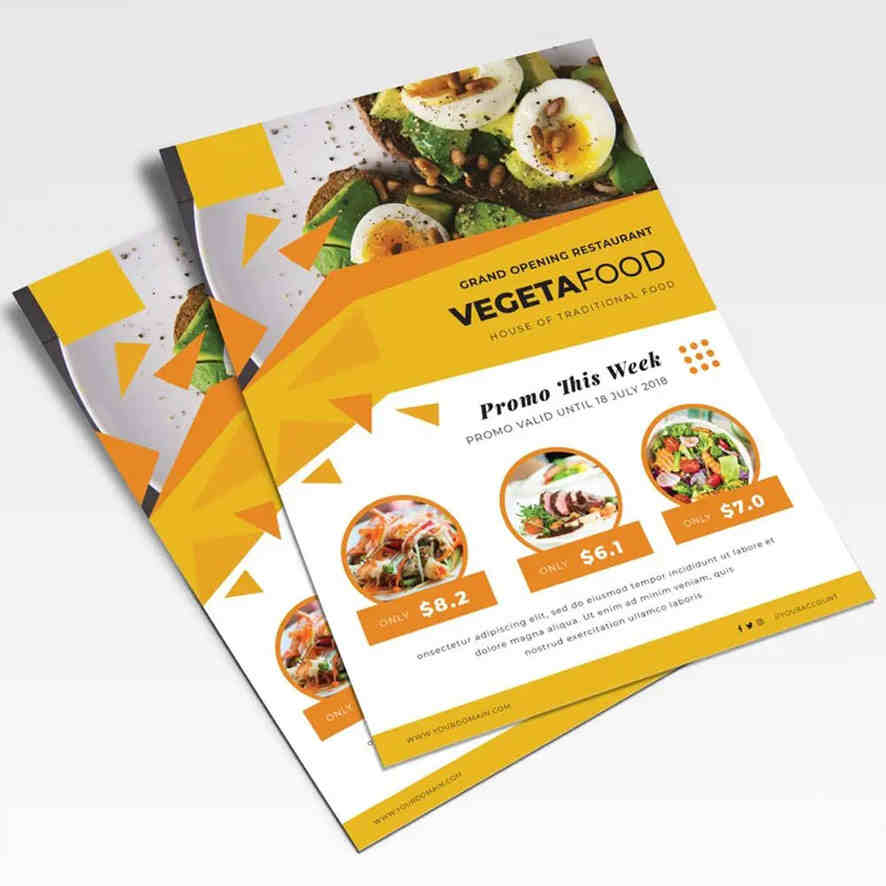 GRAND OPENING RESTAURANT
VEGETAFOOD
HOUSE OF TRADITIONAL FOOD
Promo This Week
PROMO VALID UNTIL 18 JULY 2018
ONLY $8.2
ONLY $6.1
ONLY $7.0
onsectetur adipiscing elit, sed do eiusmod tempor incididunt ut labore et
dolore magna aliqua. Ut enim ad minim veniam, quis
nostrud exercitation ullamco laboris
WWW.YOURDOMAIN.COM
@YOURACCOUNT
ONLY
WWW.YOURDOMAIN.COM